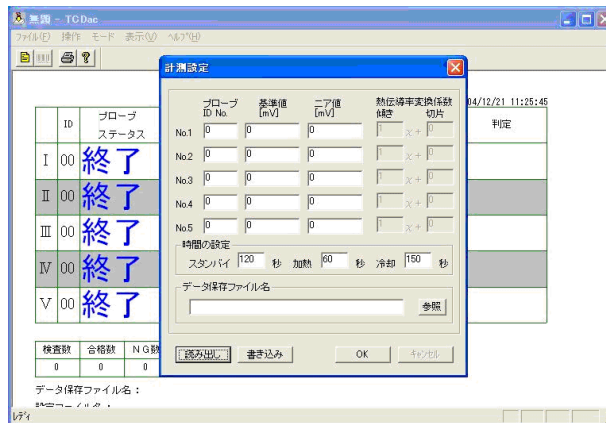 無題 - TCDac
ファイル(F) 操作 モード 表示(V) ヘルプ(H)
計測設定
04/12/21 11:25:45
ID プローブ ステータス 判定
プローブ ID No. 基準値 [mV] ニア値 [mV] 熱伝導率変換係数 傾き 切片
No.1 0 0 0 1 x + 0
No.2 0 0 0 1 x + 0
No.3 0 0 0 1 x + 0
No.4 0 0 0 1 x + 0
No.5 0 0 0 1 x + 0
I 00 終了
II 00 終了
III 00 終了
IV 00 終了
V 00 終了
時間の設定
スタンバイ 120 秒 加熱 60 秒 冷却 150 秒
データ保存ファイル名
参照
読み出し 書き込み OK キャンセル
検査数 合格数 NG数
0 0 0
データ保存ファイル名:
設定ファイル名:
レディ